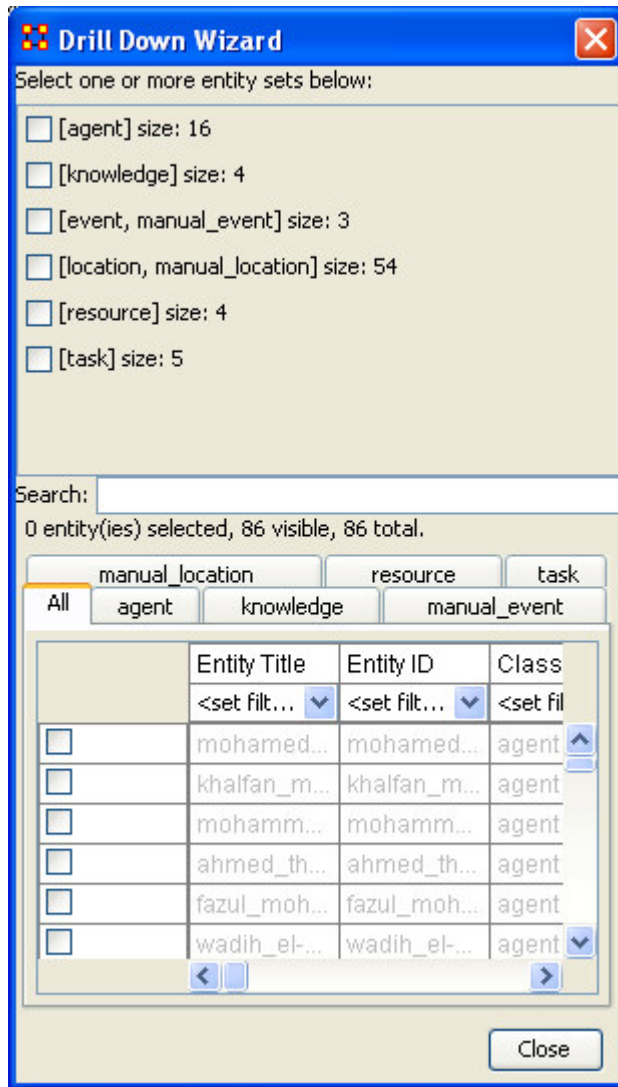 Drill Down Wizard
Select one or more entity sets below:
[agent] size: 16
[knowledge] size: 4
[event, manual_event] size: 3
[location, manual_location] size: 54
[resource] size: 4
[task] size: 5
Search:
0 entity(ies) selected, 86 visible, 86 total.
manual_location resource task
All agent knowledge manual_event
Entity Title Entity ID Class
<set filt... <set filt... <set fil
mohamed... mohamed... agent
khalfan_m... khalfan_m... agent
mohamm... mohamm... agent
ahmed_th... ahmed_th... agent
fazul_moh... fazul_moh... agent
wadih_el-... wadih_el-... agent
Close